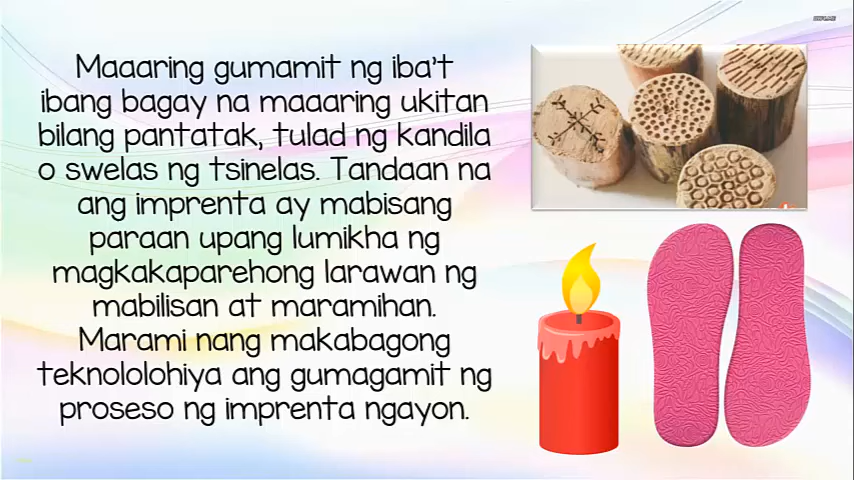 Maaaring gumamit ng iba't
ibang bagay na maaaring ukitan
bilang pantatak, tulad ng kandila
o swelas ng tsinelas. Tandaan na
ang imprenta ay mabisang
paraan upang lumikha ng
magkakaparehong larawan ng
mabilisan at maramihan.
Marami nang makabagong
teknololohiya ang gumagamit ng
proseso ng imprenta ngayon.